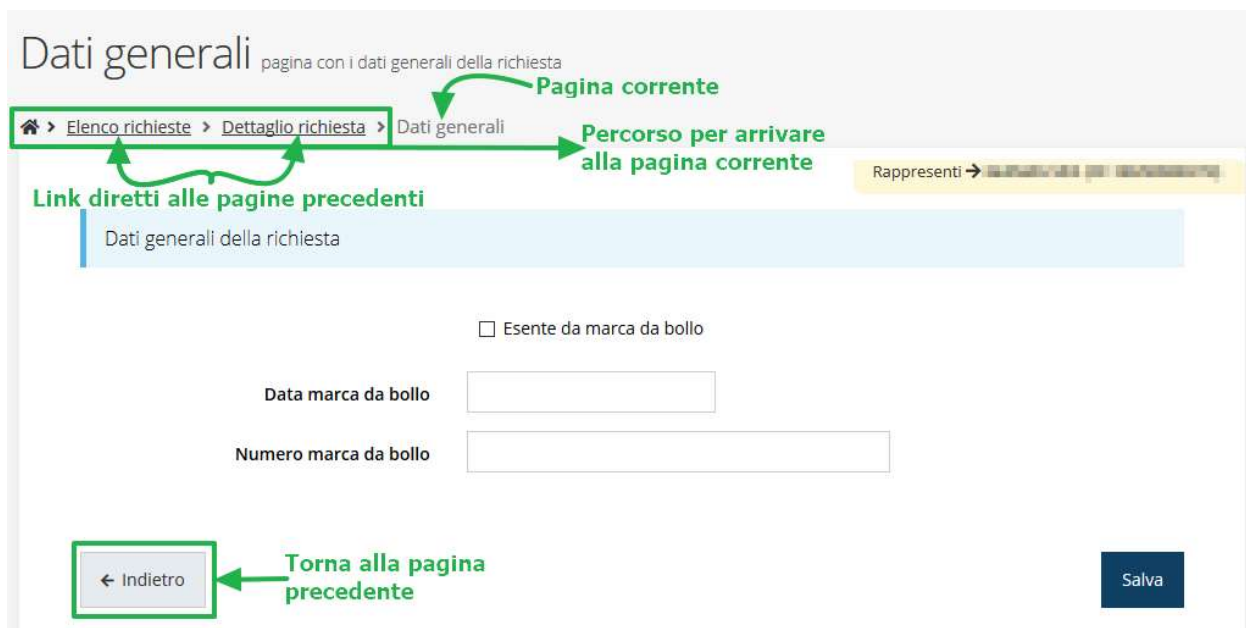 Dati generali pagina con i dati generali della richiesta
Pagina corrente
> Elenco richieste > Dettaglio richiesta > Dati generali
Percorso per arrivare
alla pagina corrente
Rappresenti →
Link diretti alle pagine precedenti
Dati generali della richiesta
Esente da marca da bollo
Data marca da bollo
Numero marca da bollo
Torna alla pagina
precedente
← Indietro
Salva